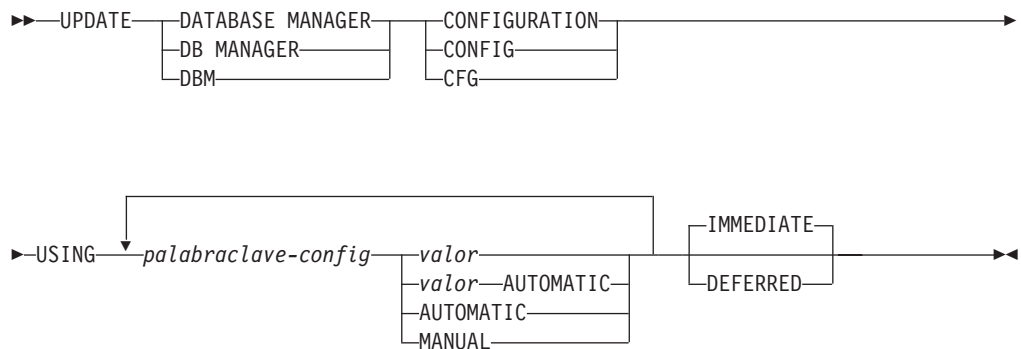 UPDATE DATABASE MANAGER CONFIGURATION
DB MANAGER CONFIG
DBM CFG
IMMEDIATE
USING palabraclave-config valor
valor AUTOMATIC DEFERRED
AUTOMATIC
MANUAL